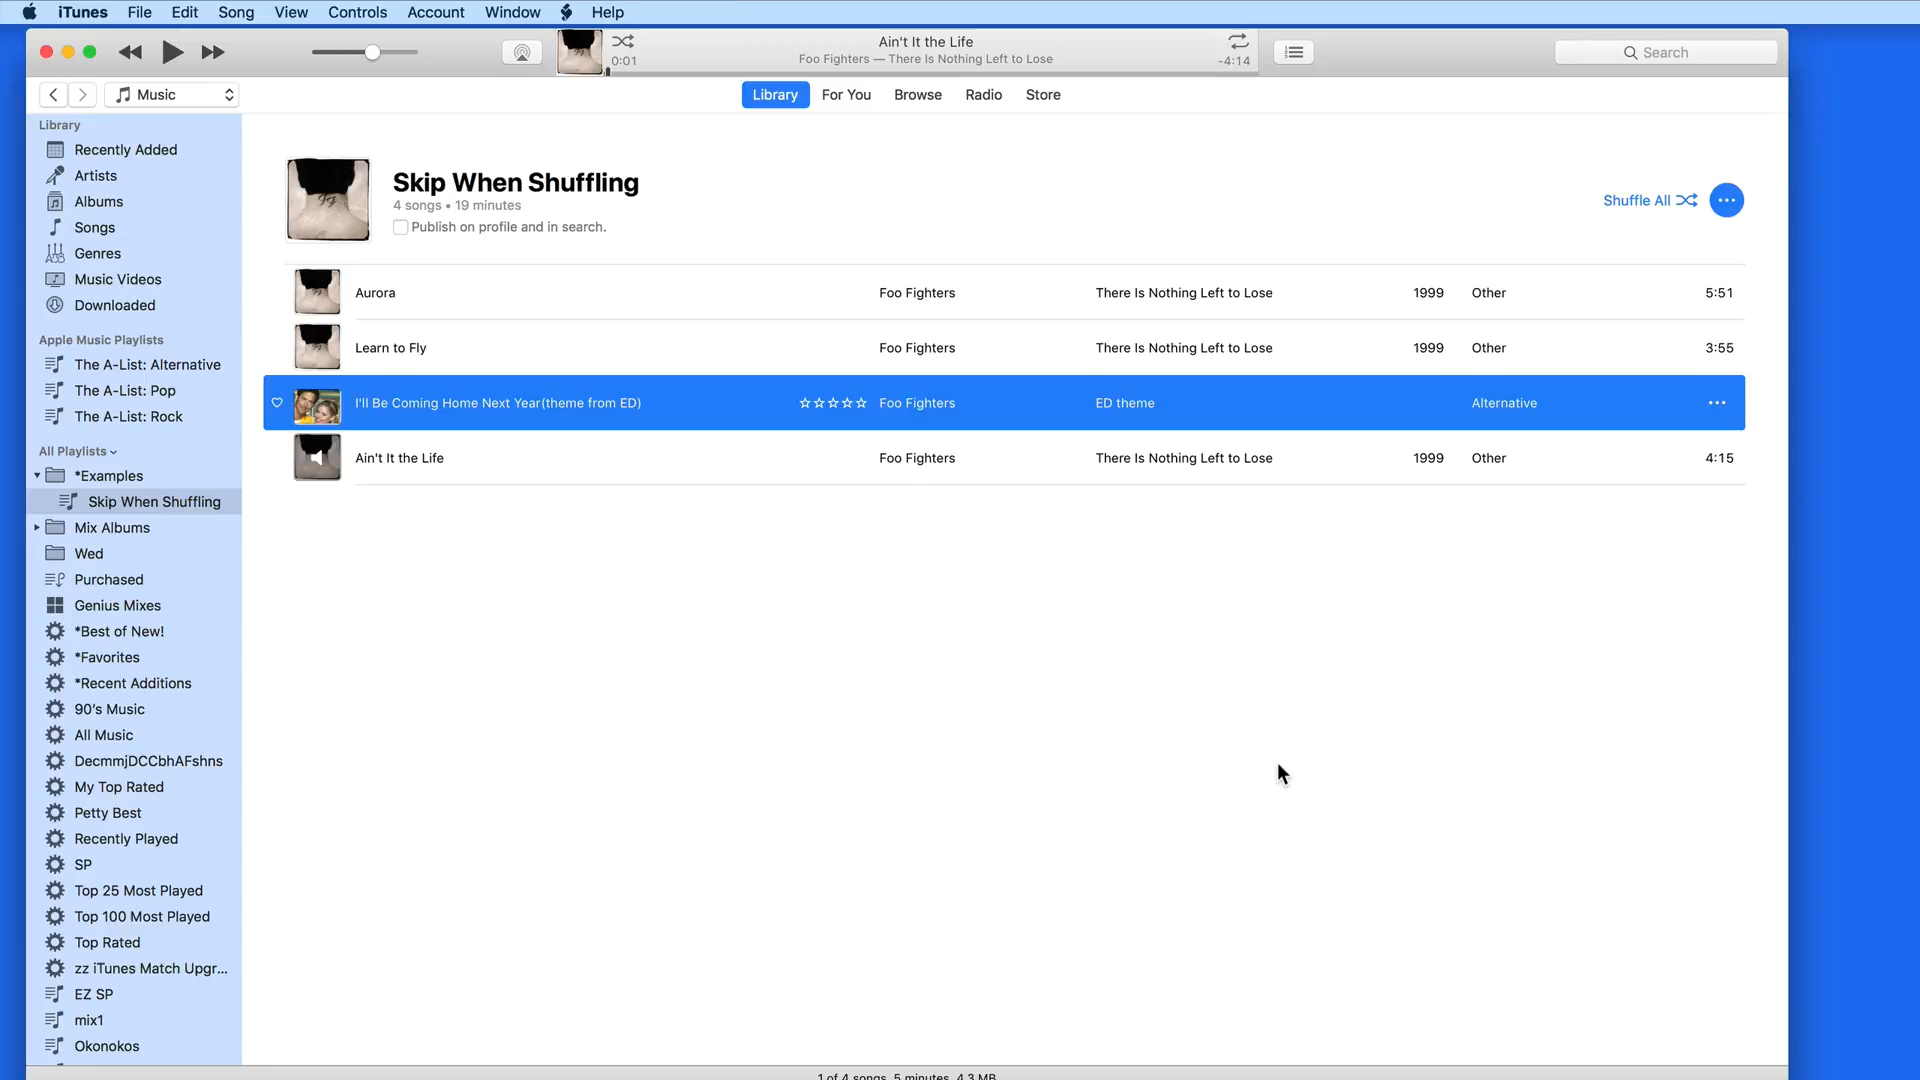 iTunes File Edit Song View Controls Account Window Help
Ain't It the Life
0:01 Foo Fighters — There Is Nothing Left to Lose -4:14
Search
Music
Library For You Browse Radio Store
Library
Recently Added
Artists
Albums
Songs
Genres
Music Videos
Downloaded
Apple Music Playlists
The A-List: Alternative
The A-List: Pop
The A-List: Rock
All Playlists
*Examples
Skip When Shuffling
Mix Albums
Wed
Purchased
Genius Mixes
*Best of New!
*Favorites
*Recent Additions
90's Music
All Music
DecmmjDCCbhAFshns
My Top Rated
Petty Best
Recently Played
SP
Top 25 Most Played
Top 100 Most Played
Top Rated
zz iTunes Match Upgr...
EZ SP
mix1
Okonokos
Skip When Shuffling
4 songs • 19 minutes
Publish on profile and in search.
Shuffle All
Aurora Foo Fighters There Is Nothing Left to Lose 1999 Other 5:51
Learn to Fly Foo Fighters There Is Nothing Left to Lose 1999 Other 3:55
I'll Be Coming Home Next Year(theme from ED) Foo Fighters ED theme Alternative
Ain't It the Life Foo Fighters There Is Nothing Left to Lose 1999 Other 4:15
1 of 4 songs, 5 minutes, 4.3 MB